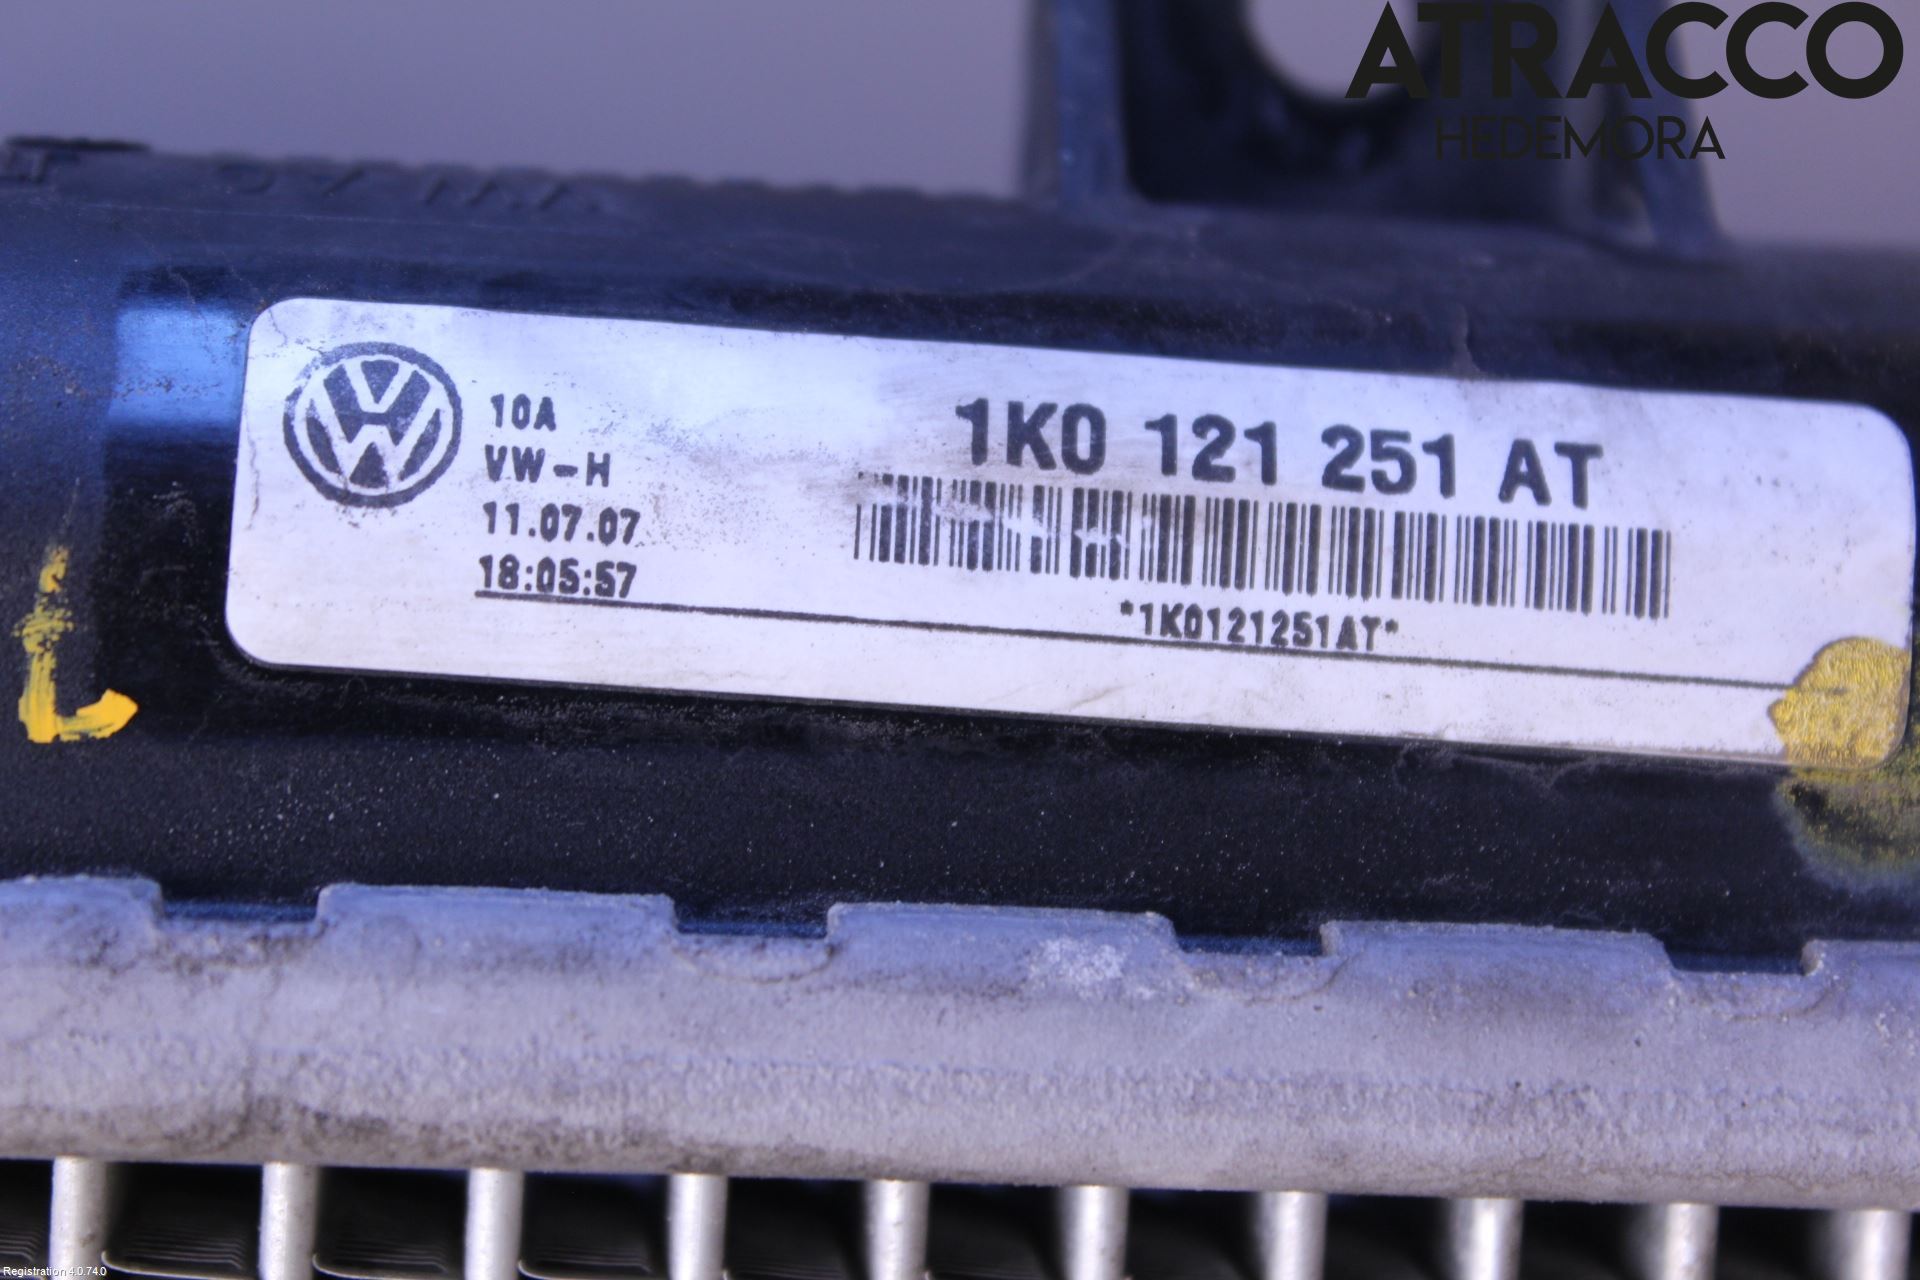 ATRACCO
HEDEMORA
10A
VW-H
11.07.07
18:05:57
1K0 121 251 AT
*1K0121251AT*
L
Registration 4.0.74.0